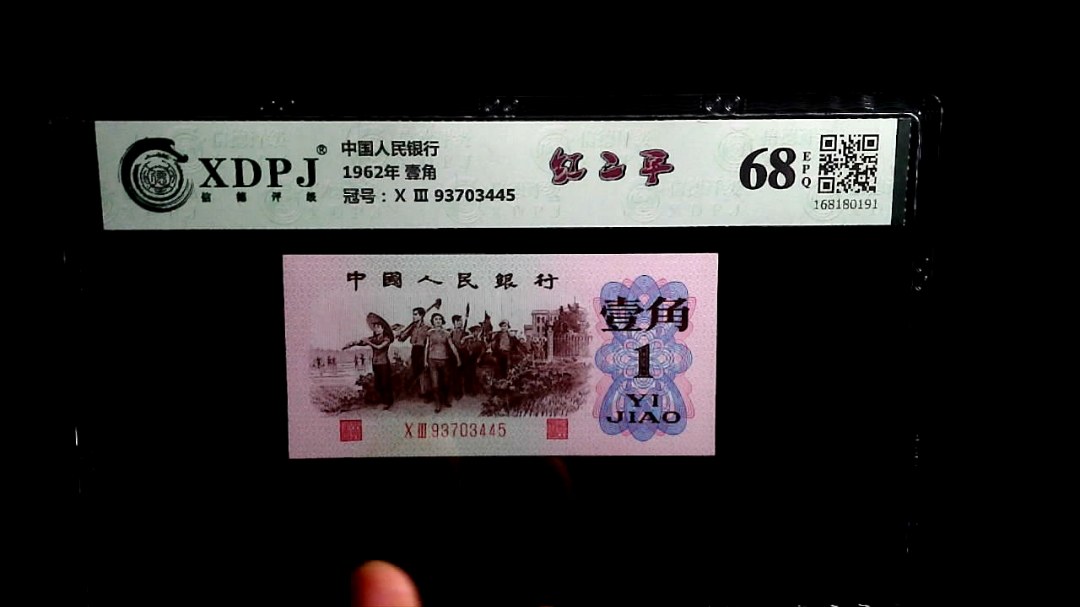 XDPJ®
信德评级
中国人民银行
1962年 壹角
冠号：X Ⅲ 93703445
红二平
68
EPQ
168180191
中國人民銀行
壹角
1
YI
JIAO
X Ⅲ 93703445